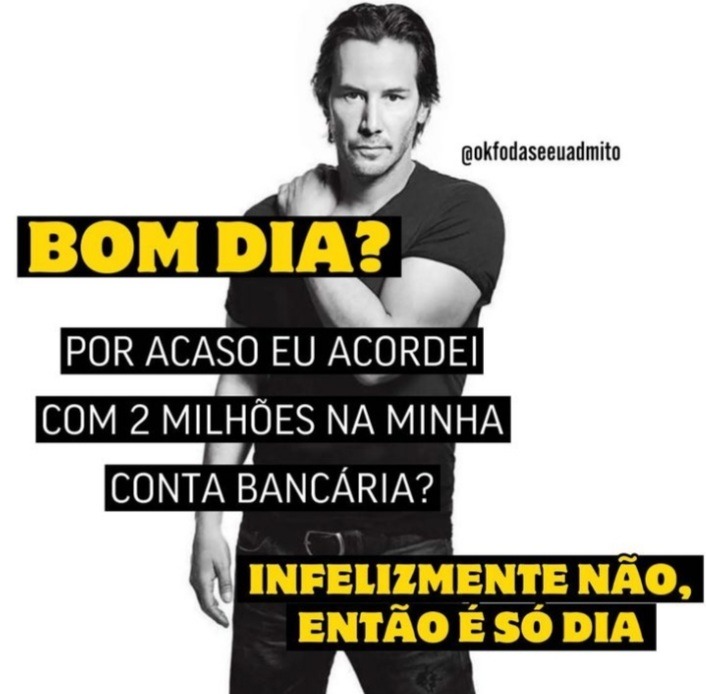 @okfodaseeuadmito
BOM DIA?
POR ACASO EU ACORDEI
COM 2 MILHÕES NA MINHA
CONTA BANCÁRIA?
INFELIZMENTE NÃO,
ENTÃO É SÓ DIA